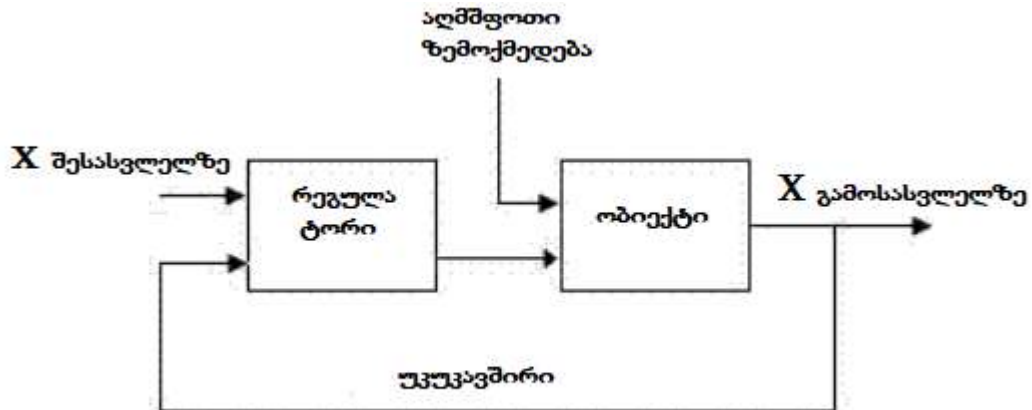 აღმშფოთი
ზემოქმედება
X შესასვლელზე
რეგულა
ტორი
ობიექტი
X გამოსასვლელზე
უკუკავშირი